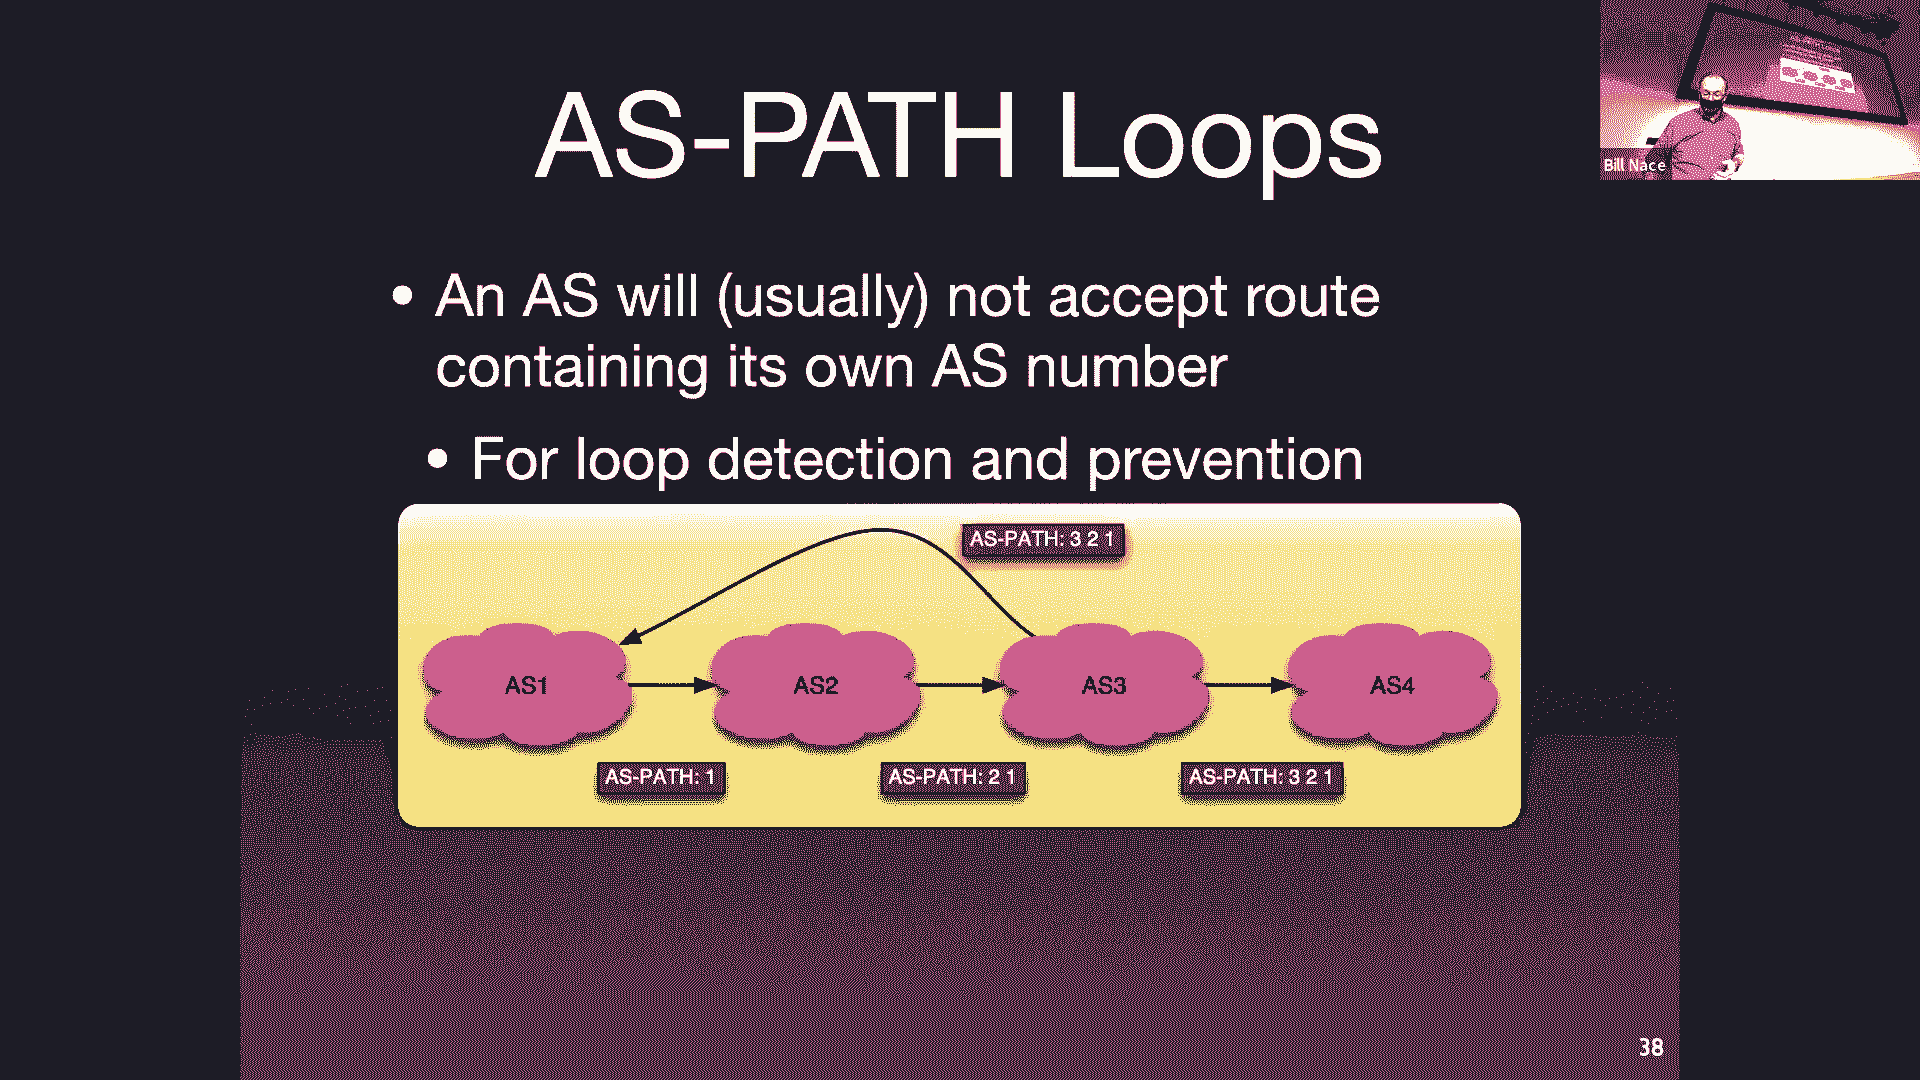 AS-PATH Loops
Bill Nace
• An AS will (usually) not accept route
containing its own AS number
• For loop detection and prevention
AS-PATH: 3 2 1
AS1
AS2
AS3
AS4
AS-PATH: 1
AS-PATH: 2 1
AS-PATH: 3 2 1
38